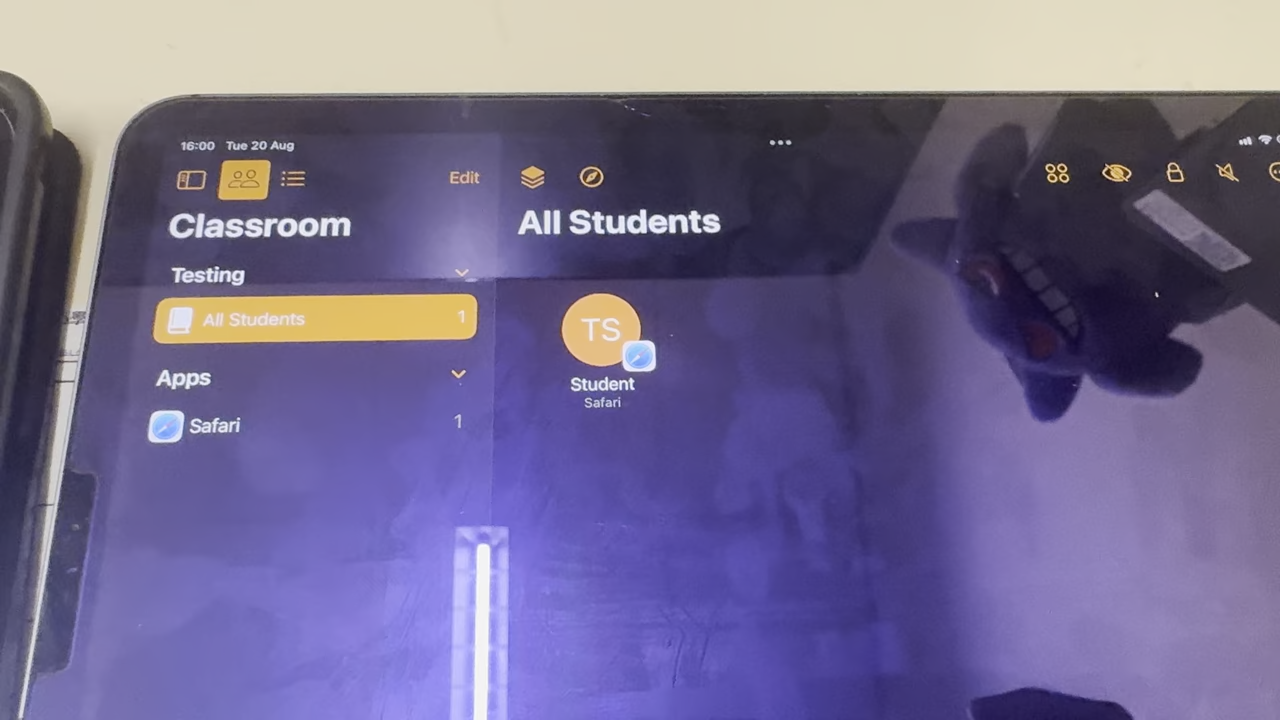 16:00 Tue 20 Aug
Edit
Classroom
All Students
Testing
All Students 1
Apps
Safari 1
TS
Student
Safari